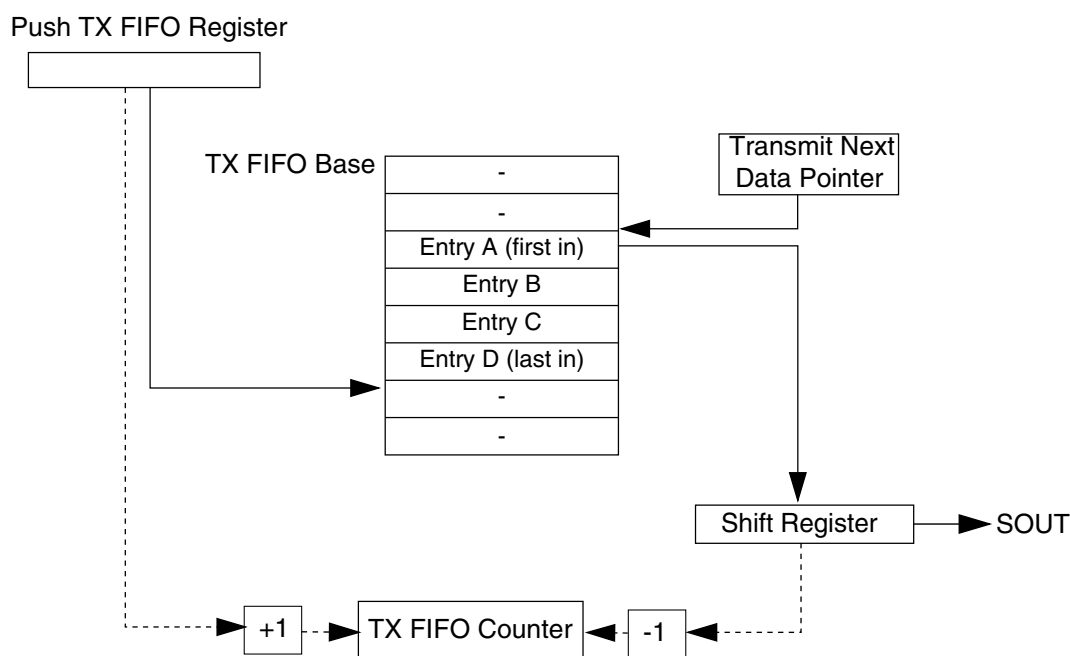 Push TX FIFO Register
TX FIFO Base
Transmit Next
Data Pointer
-
-
Entry A (first in)
Entry B
Entry C
Entry D (last in)
-
-
Shift Register
SOUT
+1
TX FIFO Counter
-1